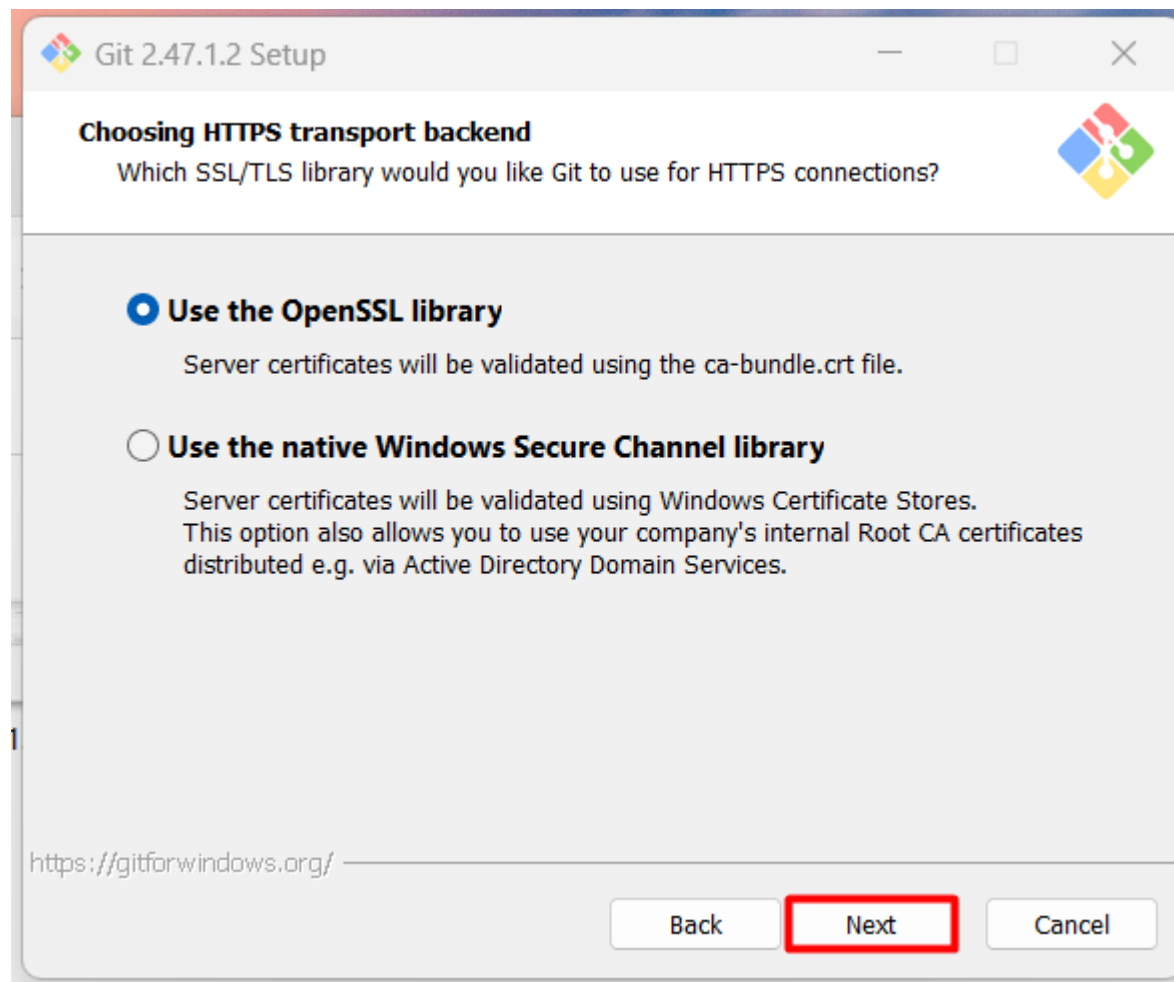 Git 2.47.1.2 Setup
Choosing HTTPS transport backend
Which SSL/TLS library would you like Git to use for HTTPS connections?
Use the OpenSSL library
Server certificates will be validated using the ca-bundle.crt file.
Use the native Windows Secure Channel library
Server certificates will be validated using Windows Certificate Stores.
This option also allows you to use your company's internal Root CA certificates
distributed e.g. via Active Directory Domain Services.
1
https://gitforwindows.org/
Back Next Cancel